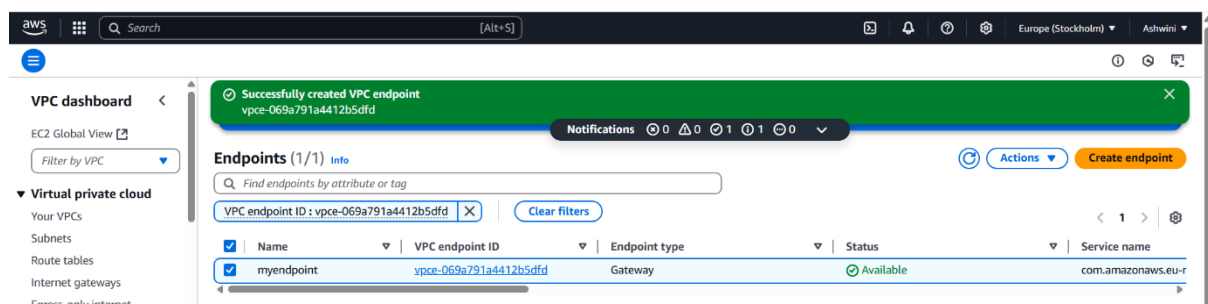 aws
Search [Alt+S] Europe (Stockholm) Ashwini
VPC dashboard
EC2 Global View
Filter by VPC
Virtual private cloud
Your VPCs
Subnets
Route tables
Internet gateways
Egress-only internet
Successfully created VPC endpoint
vpce-069a791a4412b5dfd
Notifications 0 0 1 1 0
Endpoints (1/1) Info Actions Create endpoint
Find endpoints by attribute or tag
VPC endpoint ID : vpce-069a791a4412b5dfd Clear filters 1
Name VPC endpoint ID Endpoint type Status Service name
myendpoint vpce-069a791a4412b5dfd Gateway Available com.amazonaws.eu-r